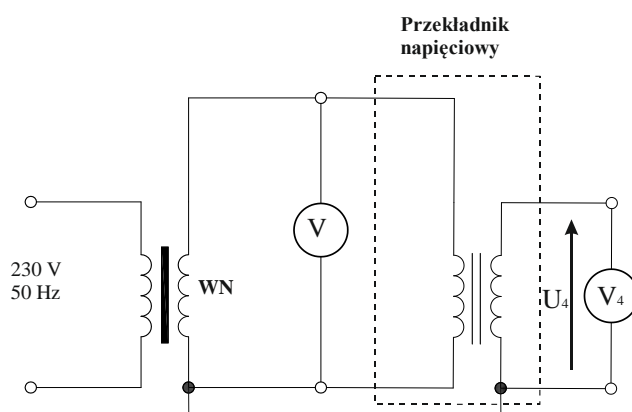 Przekładnik
napięciowy
V
230 V
50 Hz
WN
U4
V4